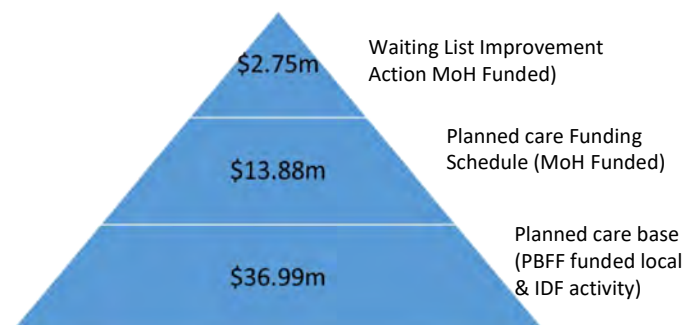 $2.75m
Waiting List Improvement
Action MoH Funded)
$13.88m
Planned care Funding
Schedule (MoH Funded)
$36.99m
Planned care base
(PBFF funded local
& IDF activity)